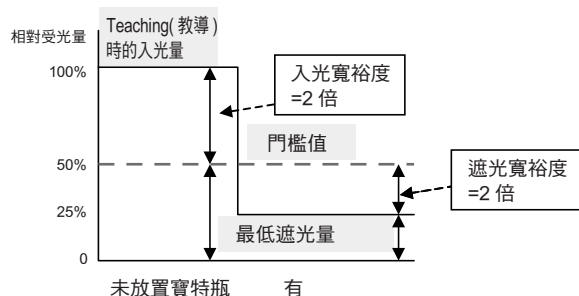 Teaching(教導)
時的入光量
相對受光量
100%
入光寬裕度
=2 倍
門檻值
50%
遮光寬裕度
=2 倍
25%
最低遮光量
0
未放置寶特瓶 有